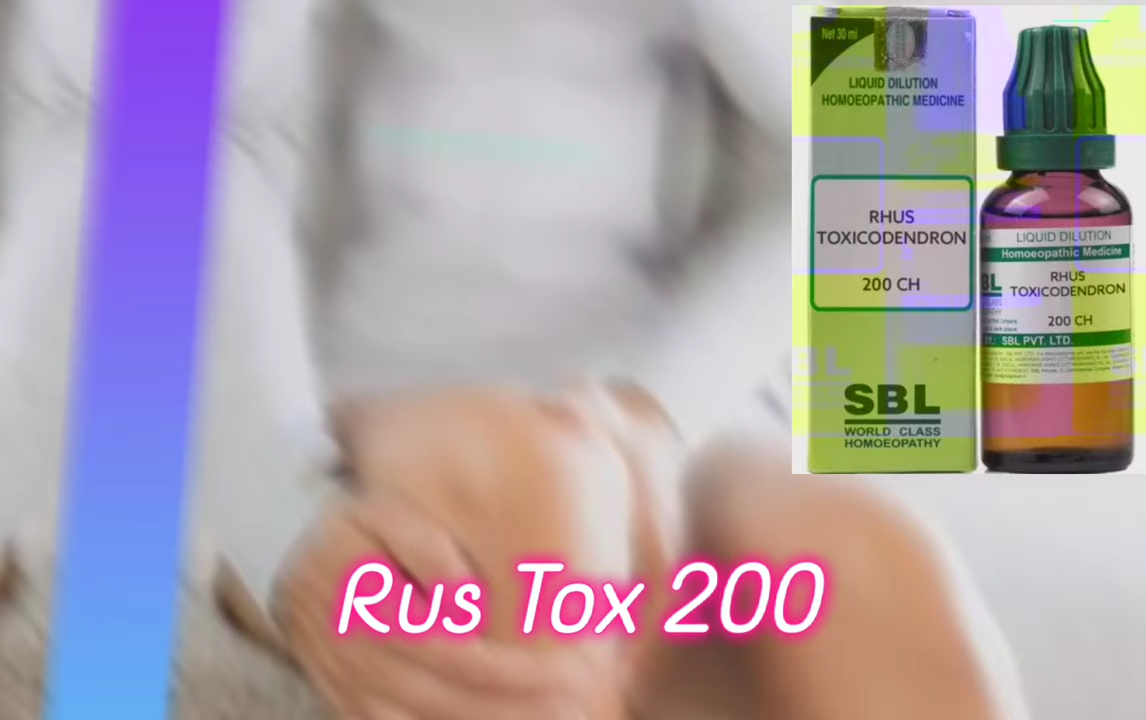 Net 30 ml
LIQUID DILUTION
HOMOEOPATHIC MEDICINE
RHUS
TOXICODENDRON
200 CH
SBL
WORLD CLASS
HOMOEOPATHY
LIQUID DILUTION
Homoeopathic Medicine
BL
RHUS
TOXICODENDRON
200 CH
SBL PVT. LTD.
Rus Tox 200